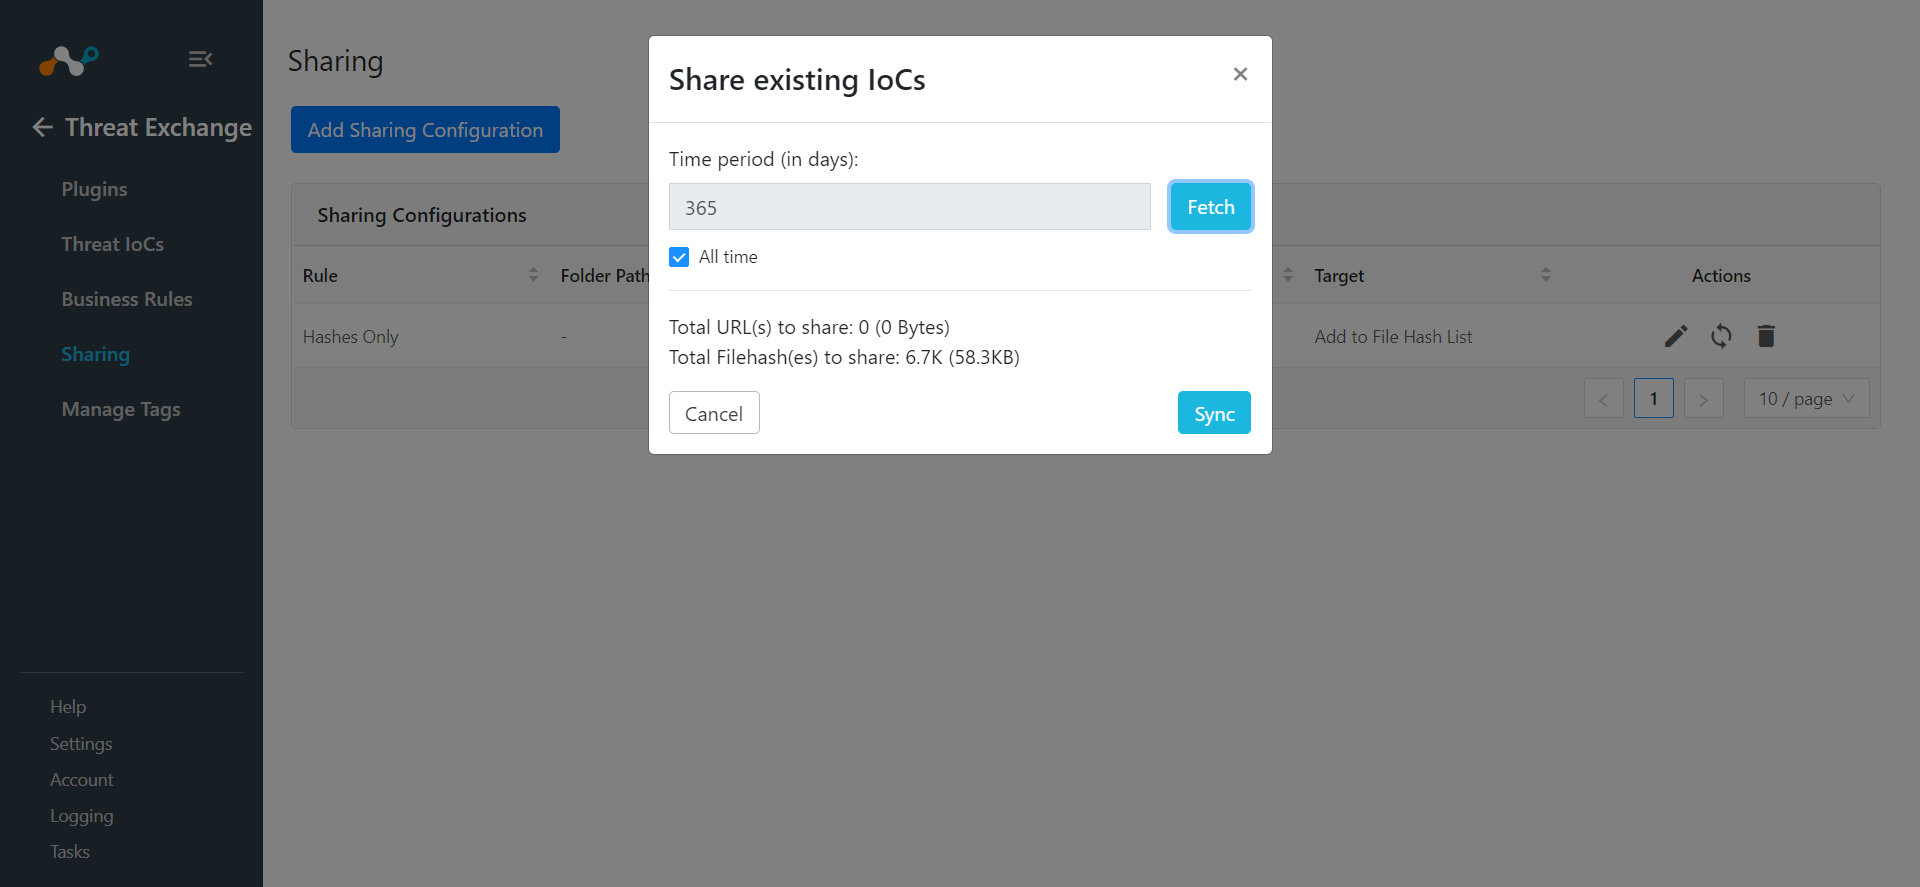 Threat Exchange
Plugins
Threat IoCs
Business Rules
Sharing
Manage Tags
Help
Settings
Account
Logging
Tasks
Sharing
Add Sharing Configuration
Sharing Configurations
Rule
Folder Path
Target
Actions
Hashes Only
-
Add to File Hash List
< 1 > 10 / page
Share existing IoCs
×
Time period (in days):
365
Fetch
All time
Total URL(s) to share: 0 (0 Bytes)
Total Filehash(es) to share: 6.7K (58.3KB)
Cancel
Sync